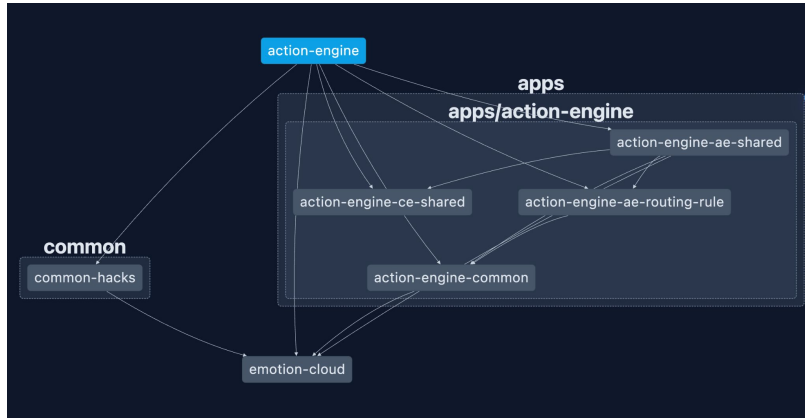 action-engine
apps
apps/action-engine
action-engine-ae-shared
action-engine-ce-shared
action-engine-ae-routing-rule
common
common-hacks
action-engine-common
emotion-cloud